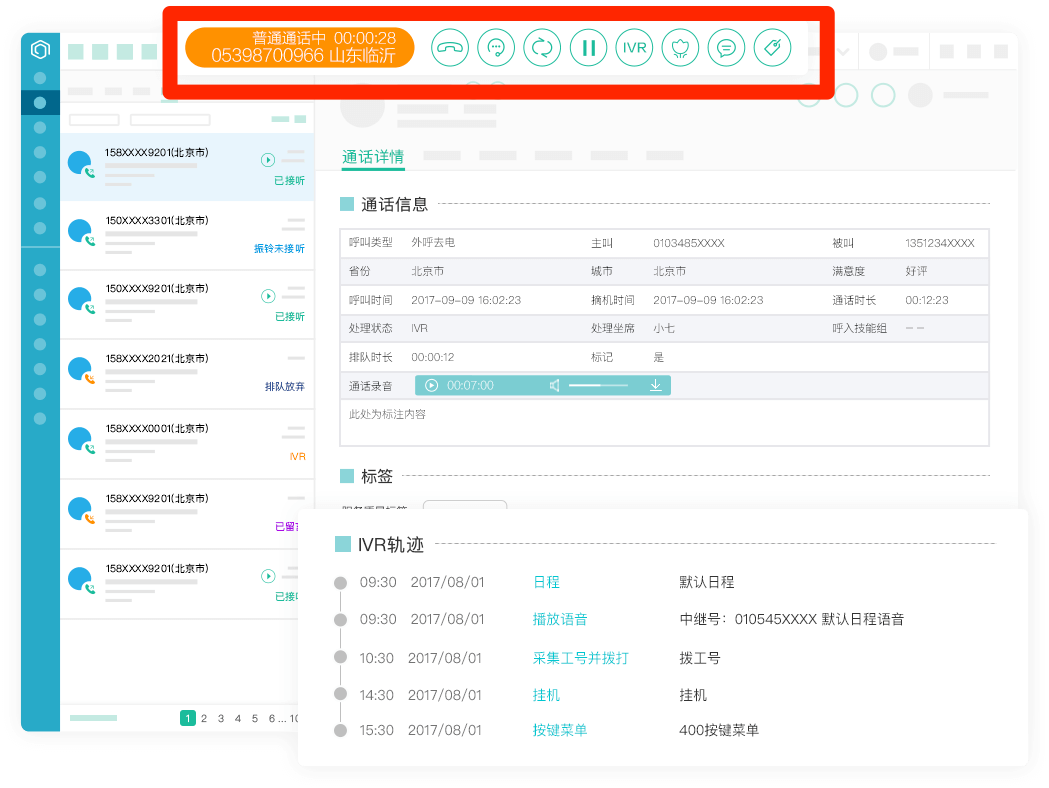 普通通话中 00:00:28
05398700966 山东临沂
IVR
158XXXX9201(北京市)
已接听
150XXXX3301(北京市)
振铃未接听
150XXXX9201(北京市)
已接听
158XXXX2021(北京市)
排队放弃
158XXXX0001(北京市)
IVR
158XXXX9201(北京市)
已留
158XXXX9201(北京市)
已接
1 2 3 4 5 6 ... 10
通话详情
通话信息
呼叫类型 外呼去电 主叫 0103485XXXX 被叫 1351234XXXX
省份 北京市 城市 北京市 满意度 好评
呼叫时间 2017-09-09 16:02:23 摘机时间 2017-09-09 16:02:23 通话时长 00:12:23
处理状态 IVR 处理坐席 小七 呼入技能组 – –
排队时长 00:00:12 标记 是
通话录音 00:07:00
此处为标注内容
标签
IVR轨迹
09:30 2017/08/01 日程 默认日程
09:30 2017/08/01 播放语音 中继号：010545XXXX 默认日程语音
10:30 2017/08/01 采集工号并拨打 拨工号
14:30 2017/08/01 挂机 挂机
15:30 2017/08/01 按键菜单 400按键菜单